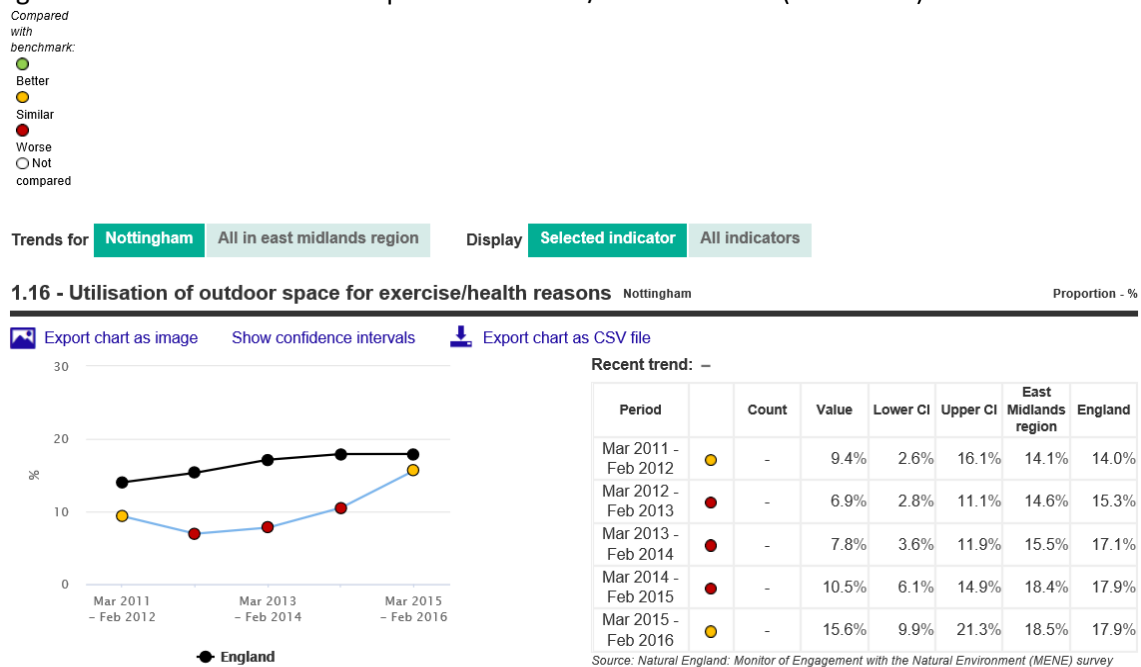 Compared
with
benchmark:
Better
Similar
Worse
Not
compared
Trends for Nottingham All in east midlands region Display Selected indicator All indicators
1.16 - Utilisation of outdoor space for exercise/health reasons Nottingham Proportion - %
Export chart as image Show confidence intervals Export chart as CSV file
30
20
%
10
0
Mar 2011
– Feb 2012
Mar 2013
– Feb 2014
Mar 2015
– Feb 2016
England
Recent trend: –
Period Count Value Lower CI Upper CI East Midlands region England
Mar 2011 -
Feb 2012 - 9.4% 2.6% 16.1% 14.1% 14.0%
Mar 2012 -
Feb 2013 - 6.9% 2.8% 11.1% 14.6% 15.3%
Mar 2013 -
Feb 2014 - 7.8% 3.6% 11.9% 15.5% 17.1%
Mar 2014 -
Feb 2015 - 10.5% 6.1% 14.9% 18.4% 17.9%
Mar 2015 -
Feb 2016 - 15.6% 9.9% 21.3% 18.5% 17.9%
Source: Natural England: Monitor of Engagement with the Natural Environment (MENE) survey